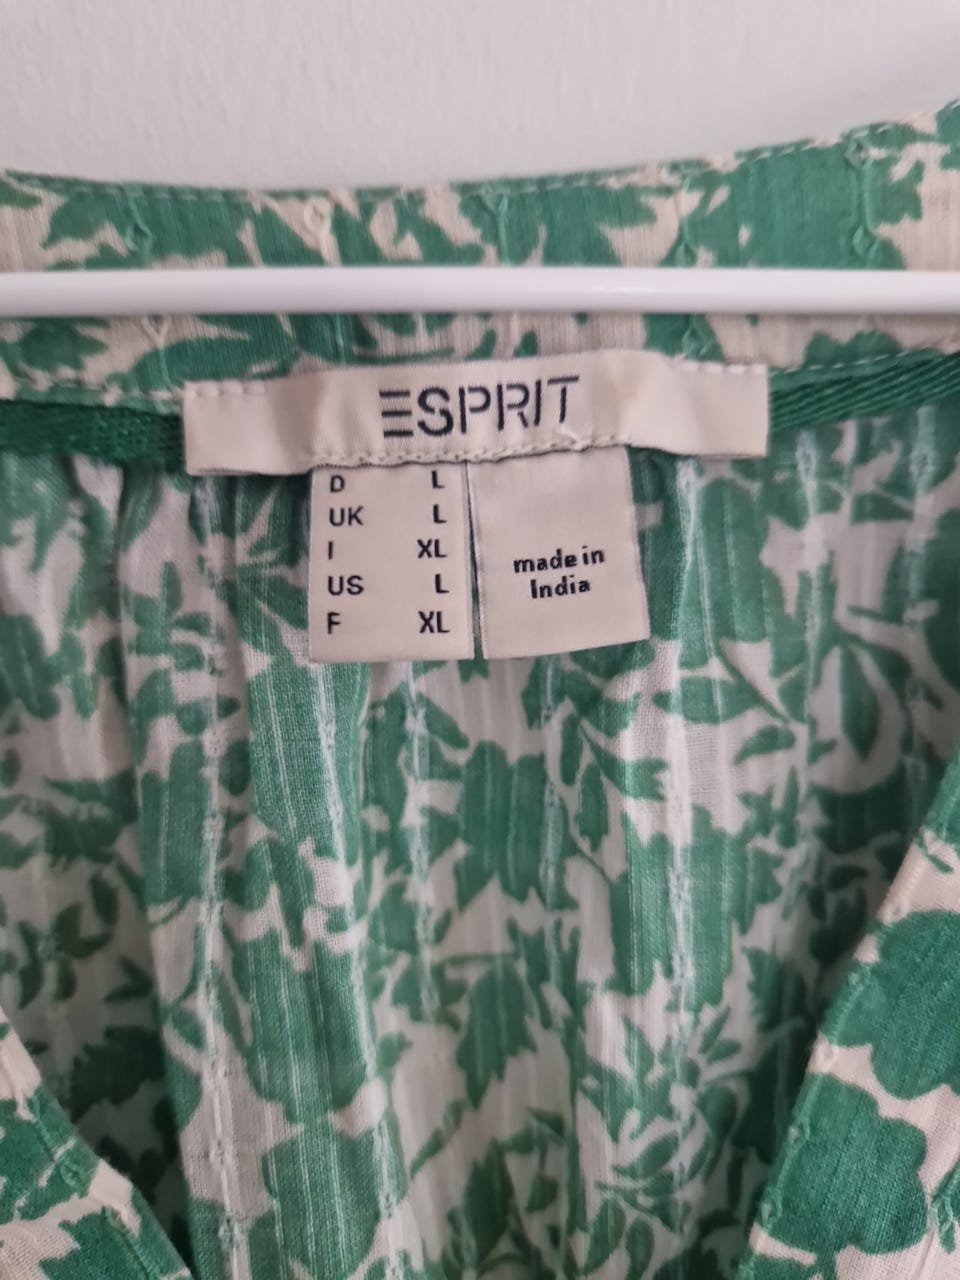 ESPRIT
D L
UK L
I XL
US L
F XL
made in
India